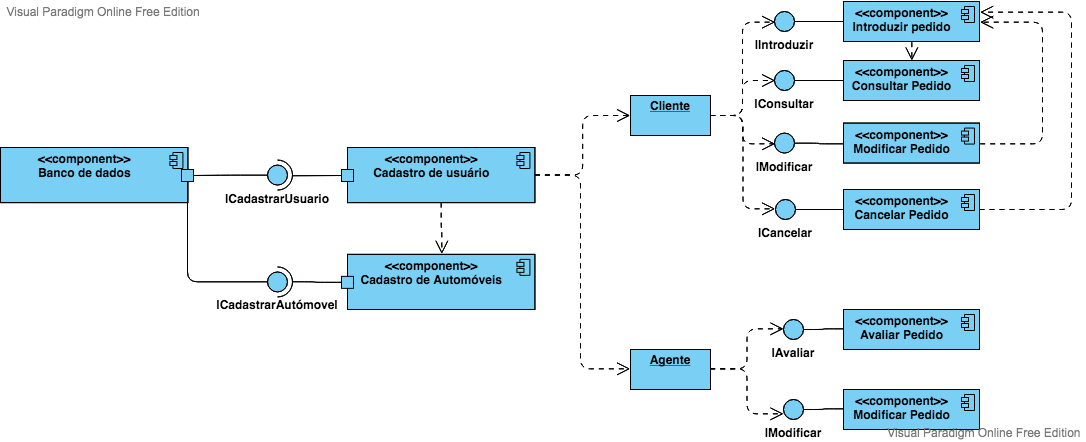 Visual Paradigm Online Free Edition
<<component>>
Introduzir pedido
IIntroduzir
<<component>>
Consultar Pedido
IConsultar
Cliente
<<component>>
Modificar Pedido
IModificar
<<component>>
Banco de dados
ICadastrarUsuario
<<component>>
Cadastro de usuário
<<component>>
Cancelar Pedido
ICancelar
<<component>>
Cadastro de Automóveis
ICadastrarAutómovel
<<component>>
Avaliar Pedido
IAvaliar
Agente
<<component>>
Modificar Pedido
IModificar
Visual Paradigm Online Free Edition